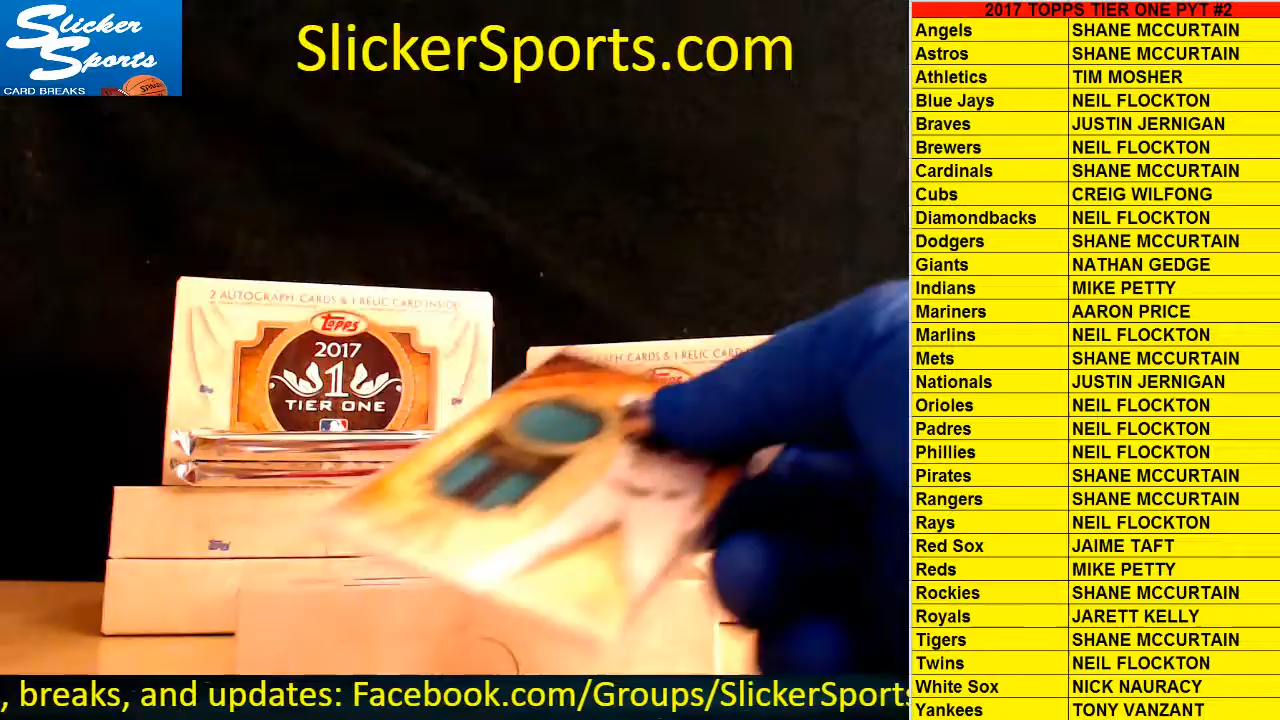 Slicker
Sports
CARD BREAKS
SlickerSports.com
2 AUTOGRAPH CARDS & 1 RELIC CARD INSIDE
Topps
2017
1
TIER ONE
CARDS & 1 RELIC CARD
, breaks, and updates: Facebook.com/Groups/SlickerSports
2017 TOPPS TIER ONE PYT #2
Angels SHANE MCCURTAIN
Astros SHANE MCCURTAIN
Athletics TIM MOSHER
Blue Jays NEIL FLOCKTON
Braves JUSTIN JERNIGAN
Brewers NEIL FLOCKTON
Cardinals SHANE MCCURTAIN
Cubs CREIG WILFONG
Diamondbacks NEIL FLOCKTON
Dodgers SHANE MCCURTAIN
Giants NATHAN GEDGE
Indians MIKE PETTY
Mariners AARON PRICE
Marlins NEIL FLOCKTON
Mets SHANE MCCURTAIN
Nationals JUSTIN JERNIGAN
Orioles NEIL FLOCKTON
Padres NEIL FLOCKTON
Phillies NEIL FLOCKTON
Pirates SHANE MCCURTAIN
Rangers SHANE MCCURTAIN
Rays NEIL FLOCKTON
Red Sox JAIME TAFT
Reds MIKE PETTY
Rockies SHANE MCCURTAIN
Royals JARETT KELLY
Tigers SHANE MCCURTAIN
Twins NEIL FLOCKTON
White Sox NICK NAURACY
Yankees TONY VANZANT